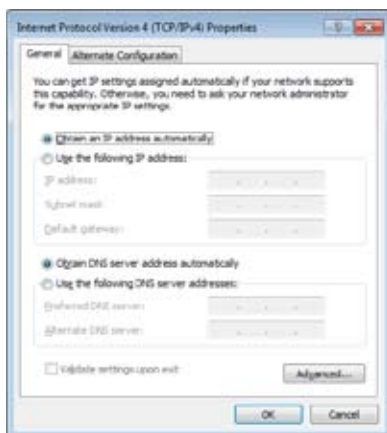 Internet Protocol Version 4 (TCP/IPv4) Properties
General
Alternate Configuration
You can get IP settings assigned automatically if your network supports
this capability. Otherwise, you need to ask your network administrator
for the appropriate IP settings.
Obtain an IP address automatically
Use the following IP address:
IP address:
Subnet mask:
Default gateway:
Obtain DNS server address automatically
Use the following DNS server addresses:
Preferred DNS server:
Alternate DNS server:
Validate settings upon exit
Advanced...
OK
Cancel